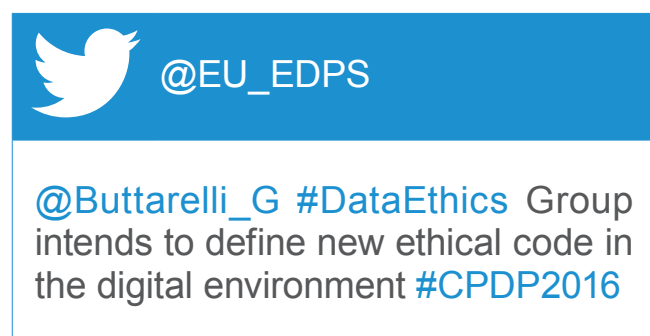 @EU_EDPS
@Buttarelli_G #DataEthics Group
intends to define new ethical code in
the digital environment #CPDP2016